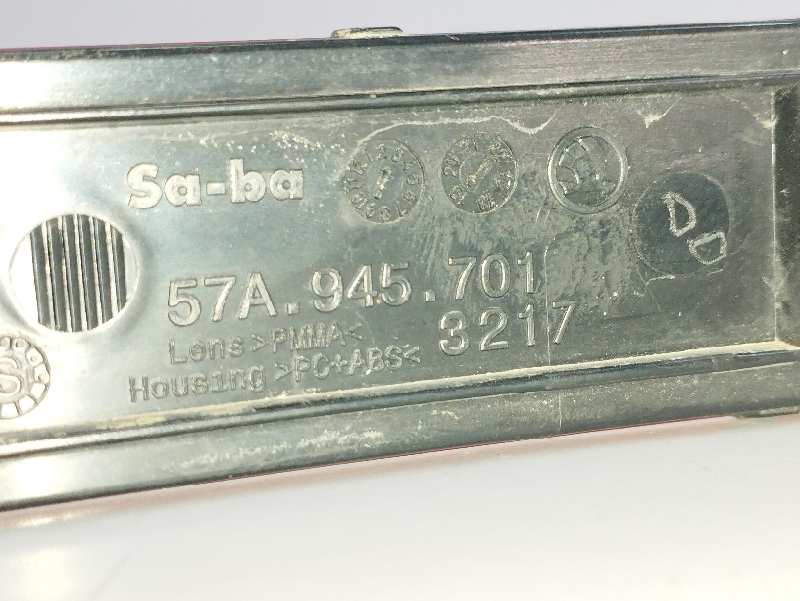 Sa-ba
57A.945.701
Lens >PMMA< 3217
Housing >PC+ABS<
DD